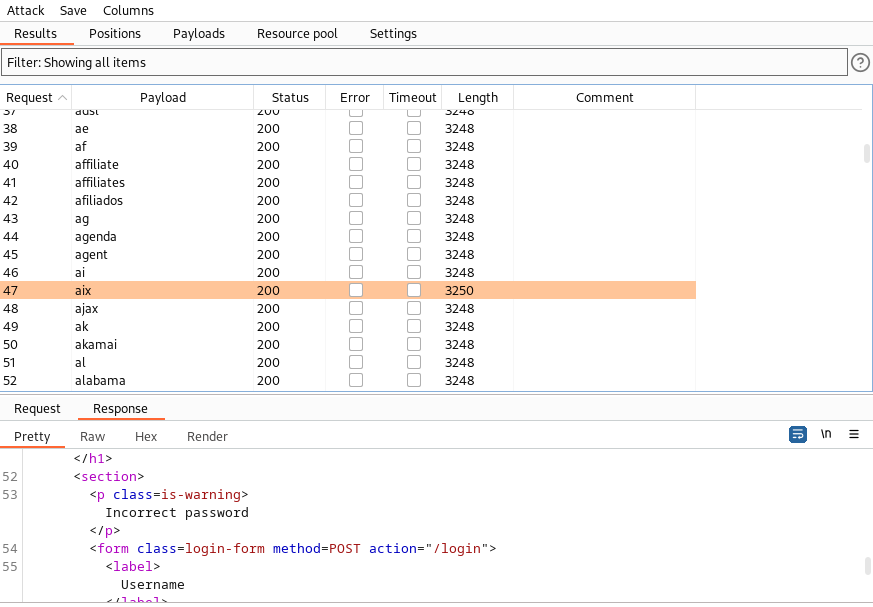 Attack Save Columns
Results Positions Payloads Resource pool Settings
Filter: Showing all items ?
Request Payload Status Error Timeout Length Comment
37 adsl 200 3248
38 ae 200 3248
39 af 200 3248
40 affiliate 200 3248
41 affiliates 200 3248
42 afiliados 200 3248
43 ag 200 3248
44 agenda 200 3248
45 agent 200 3248
46 ai 200 3248
47 aix 200 3250
48 ajax 200 3248
49 ak 200 3248
50 akamai 200 3248
51 al 200 3248
52 alabama 200 3248
Request Response
Pretty Raw Hex Render \n
</h1>
52 <section>
53 <p class=is-warning>
Incorrect password
</p>
54 <form class=login-form method=POST action="/login">
55 <label>
Username
</label>